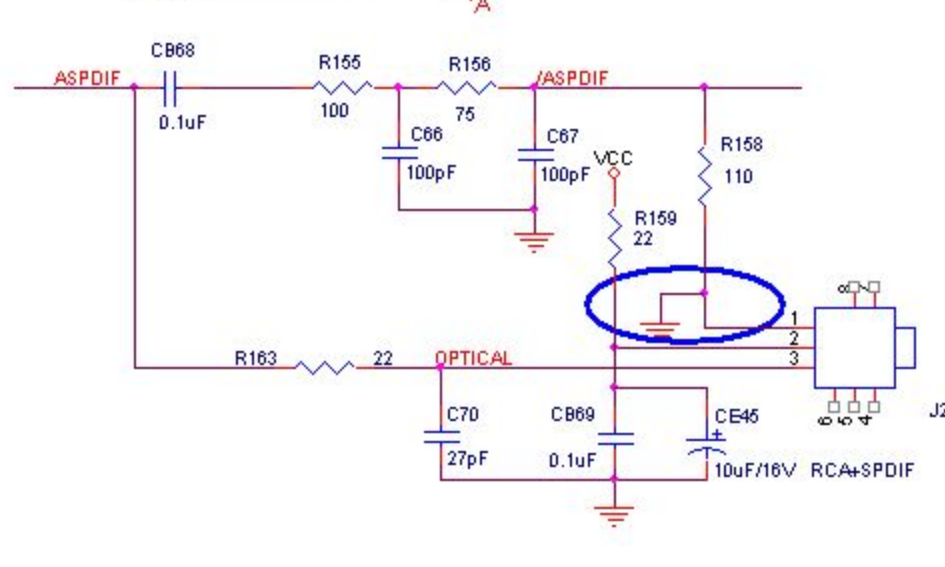 A
CB68
R155
R156
ASPDIF
/ASPDIF
100
75
0.1uF
C66
C67
R158
100pF
100pF
VCC
110
R159
22
8 7
1
2
3
R163
22
OPTICAL
6 5 4
C70
CB69
CE45
J2
+
27pF
0.1uF
10uF/16V
RCA+SPDIF